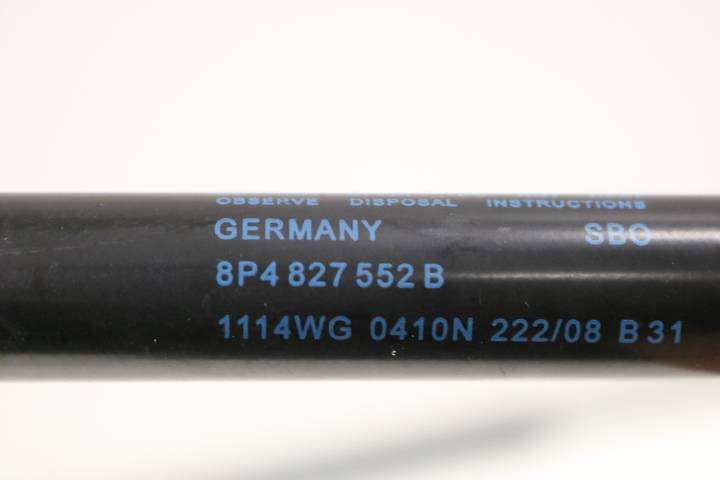 OBSERVE DISPOSAL INSTRUCTIONS
GERMANY SBO
8P4 827 552 B
1114WG 0410N 222/08 B 31